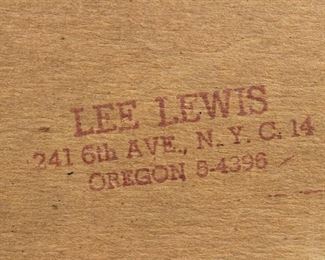 LEE LEWIS
241 6th AVE., N. Y. C. 14
OREGON 5-4396